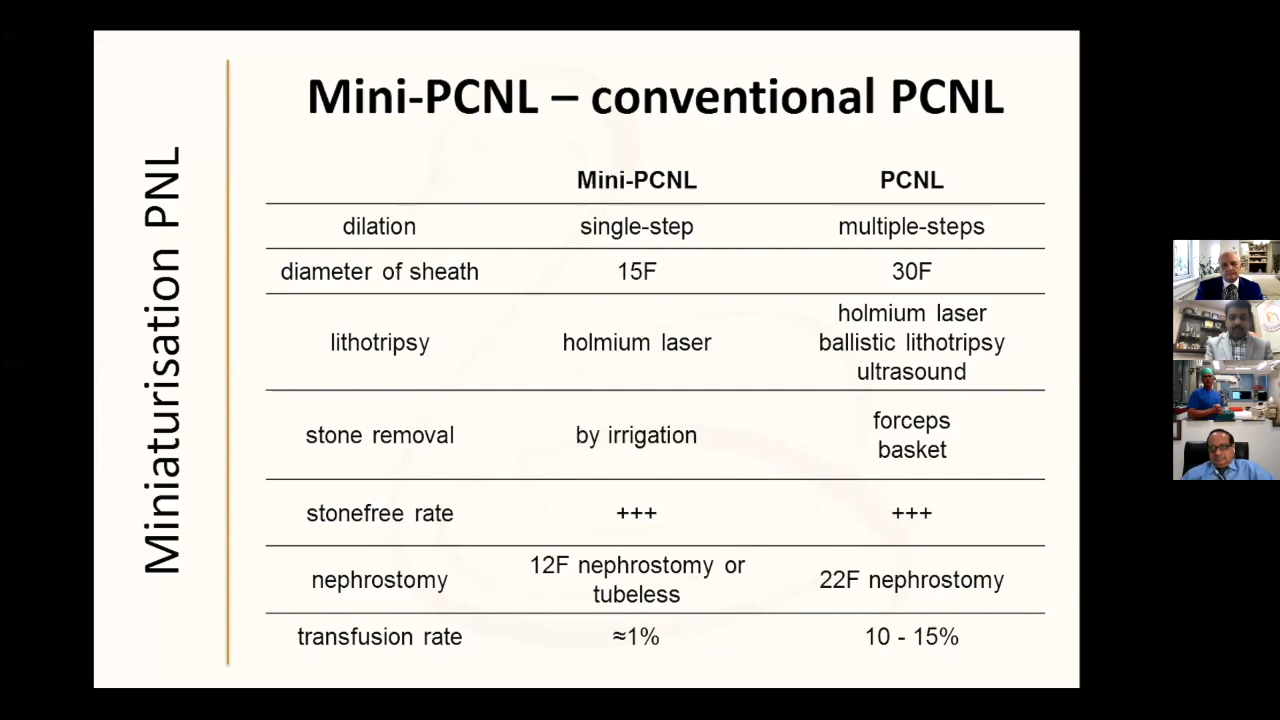 Miniaturisation PNL
Mini-PCNL – conventional PCNL
Mini-PCNL PCNL
dilation single-step multiple-steps
diameter of sheath 15F 30F
lithotripsy holmium laser holmium laser
ballistic lithotripsy
ultrasound
stone removal by irrigation forceps
basket
stonefree rate +++ +++
nephrostomy 12F nephrostomy or
tubeless 22F nephrostomy
transfusion rate ≈1% 10 - 15%